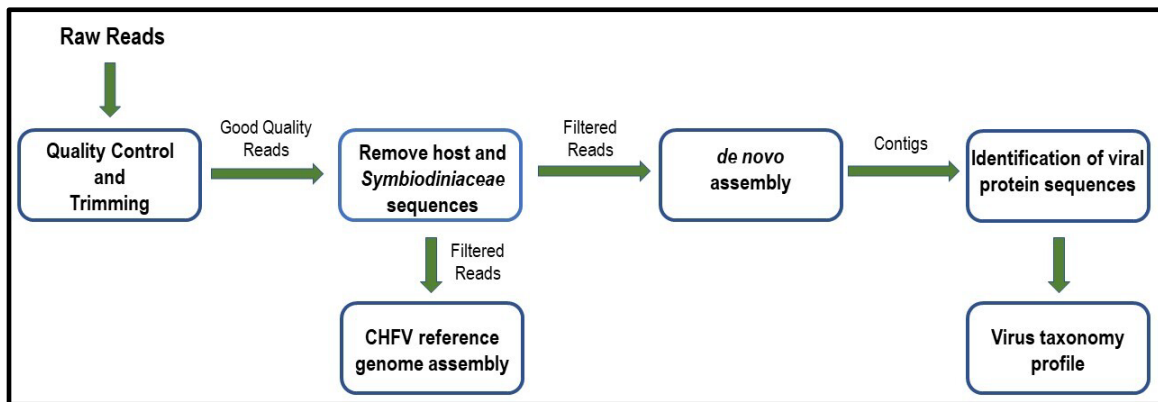 Raw Reads
Quality Control
and
Trimming
Good Quality
Reads
Remove host and
Symbiodiniaceae
sequences
Filtered
Reads
de novo
assembly
Contigs
Identification of viral
protein sequences
Filtered
Reads
CHFV reference
genome assembly
Virus taxonomy
profile